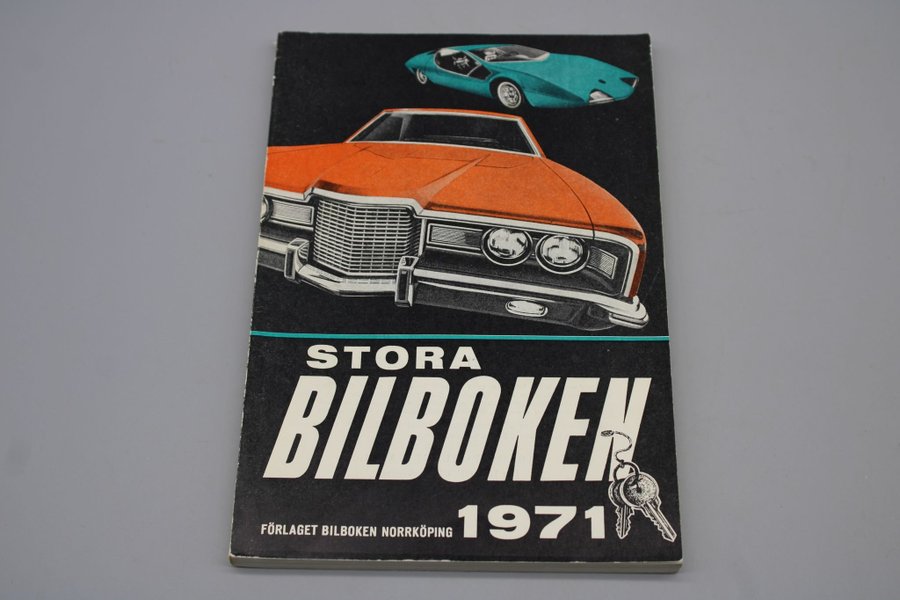 STORA
BILBOKEN
1971
FÖRLAGET BILBOKEN NORRKÖPING